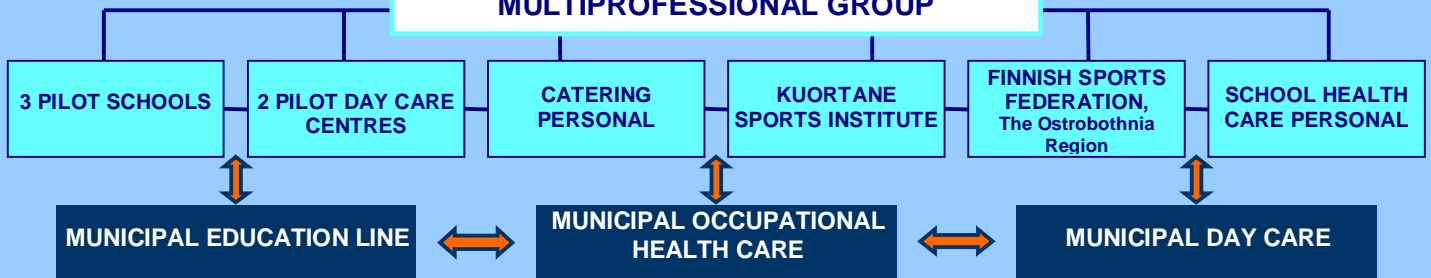 MULTIPROFESSIONAL GROUP
3 PILOT SCHOOLS
2 PILOT DAY CARE
CENTRES
CATERING
PERSONAL
KUORTANE
SPORTS INSTITUTE
FINNISH SPORTS
FEDERATION,
The Ostrobothnia
Region
SCHOOL HEALTH
CARE PERSONAL
MUNICIPAL EDUCATION LINE
MUNICIPAL OCCUPATIONAL
HEALTH CARE
MUNICIPAL DAY CARE